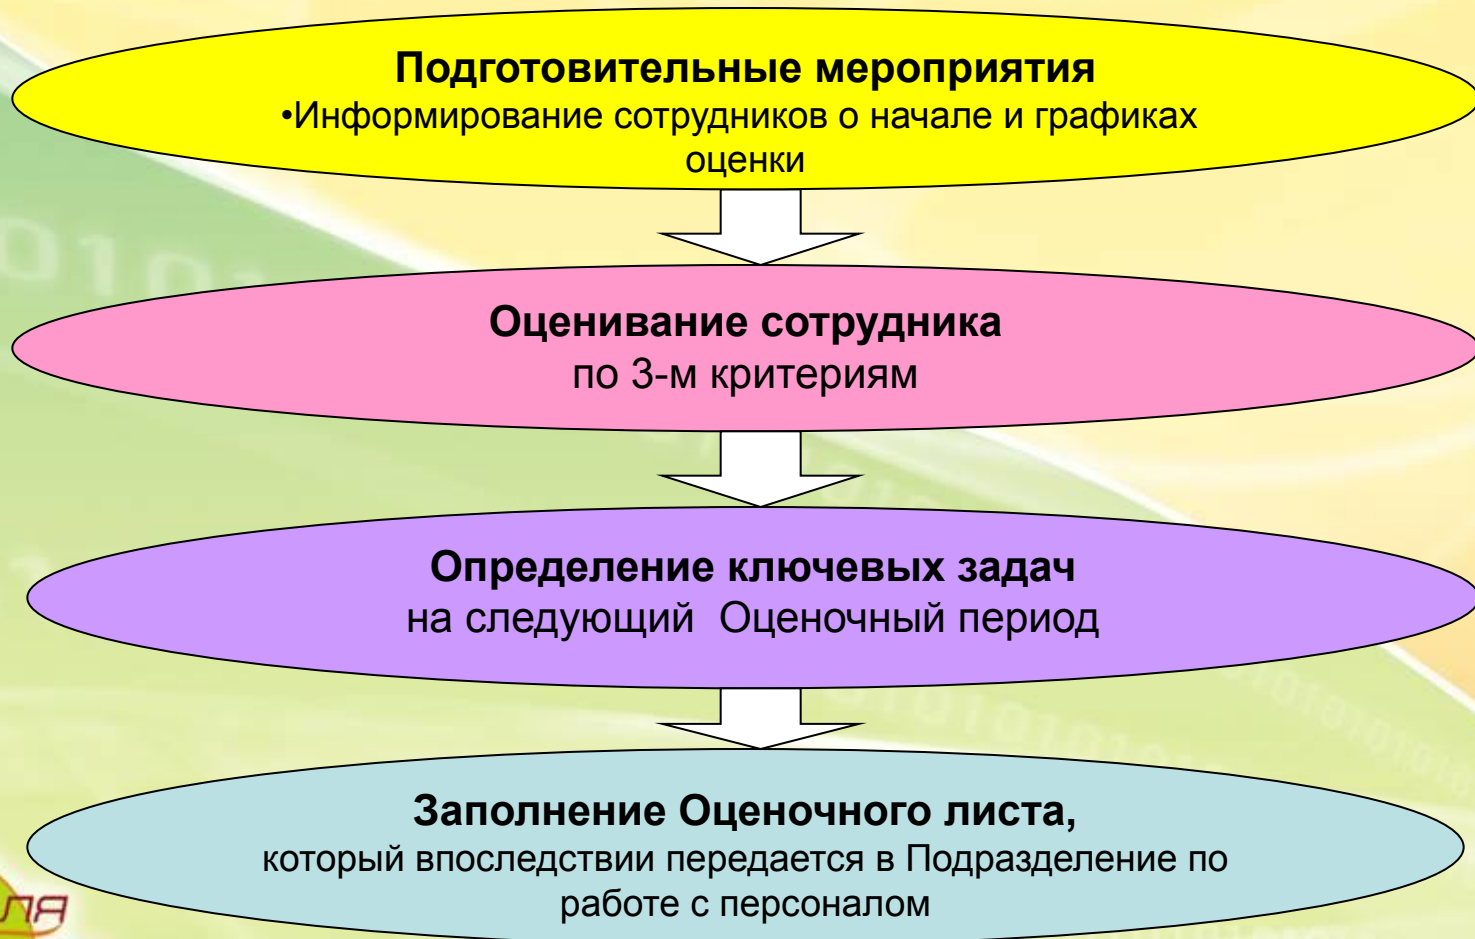 Подготовительные мероприятия
•Информирование сотрудников о начале и графиках
оценки
Оценивание сотрудника
по 3-м критериям
Определение ключевых задач
на следующий  Оценочный период
Заполнение Оценочного листа,
который впоследствии передается в Подразделение по
работе с персоналом